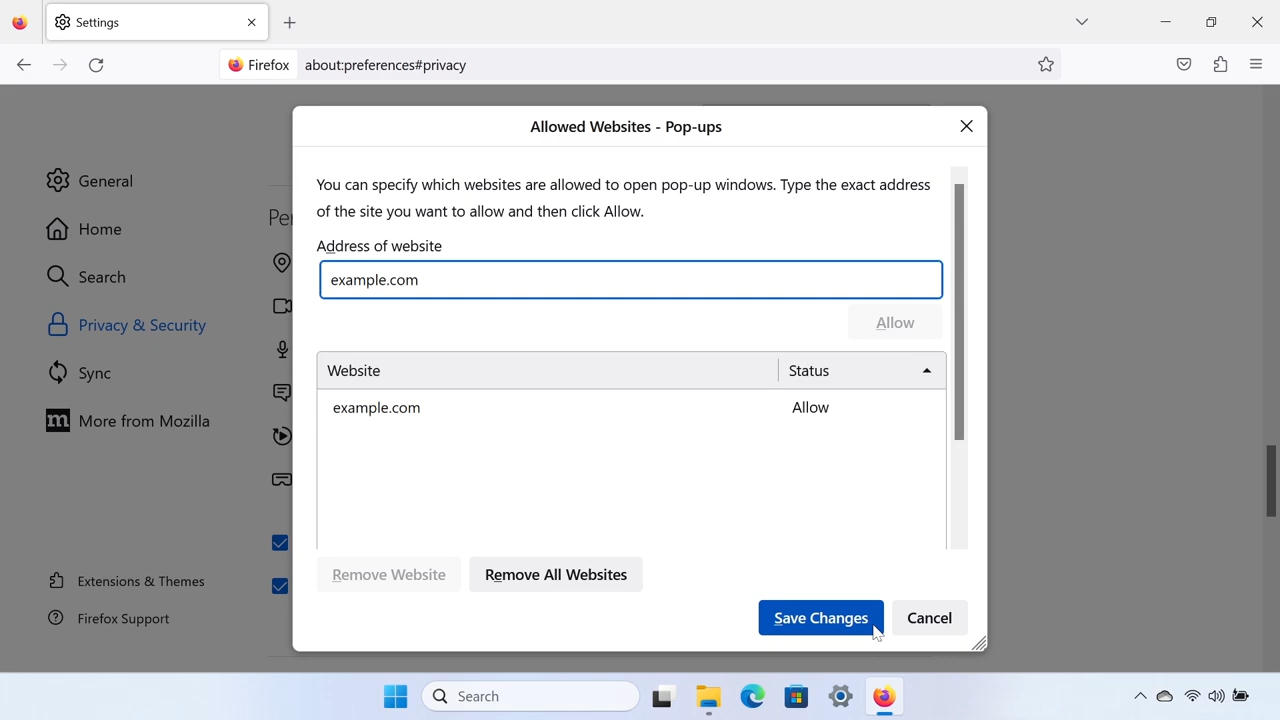 Settings
Firefox
about:preferences#privacy
Allowed Websites - Pop-ups
You can specify which websites are allowed to open pop-up windows. Type the exact address
of the site you want to allow and then click Allow.
Address of website
example.com
Allow
Website
Status
example.com
Allow
Remove Website
Remove All Websites
Save Changes
Cancel
General
Home
Search
Privacy & Security
Sync
m
More from Mozilla
Extensions & Themes
Firefox Support
Per
Search